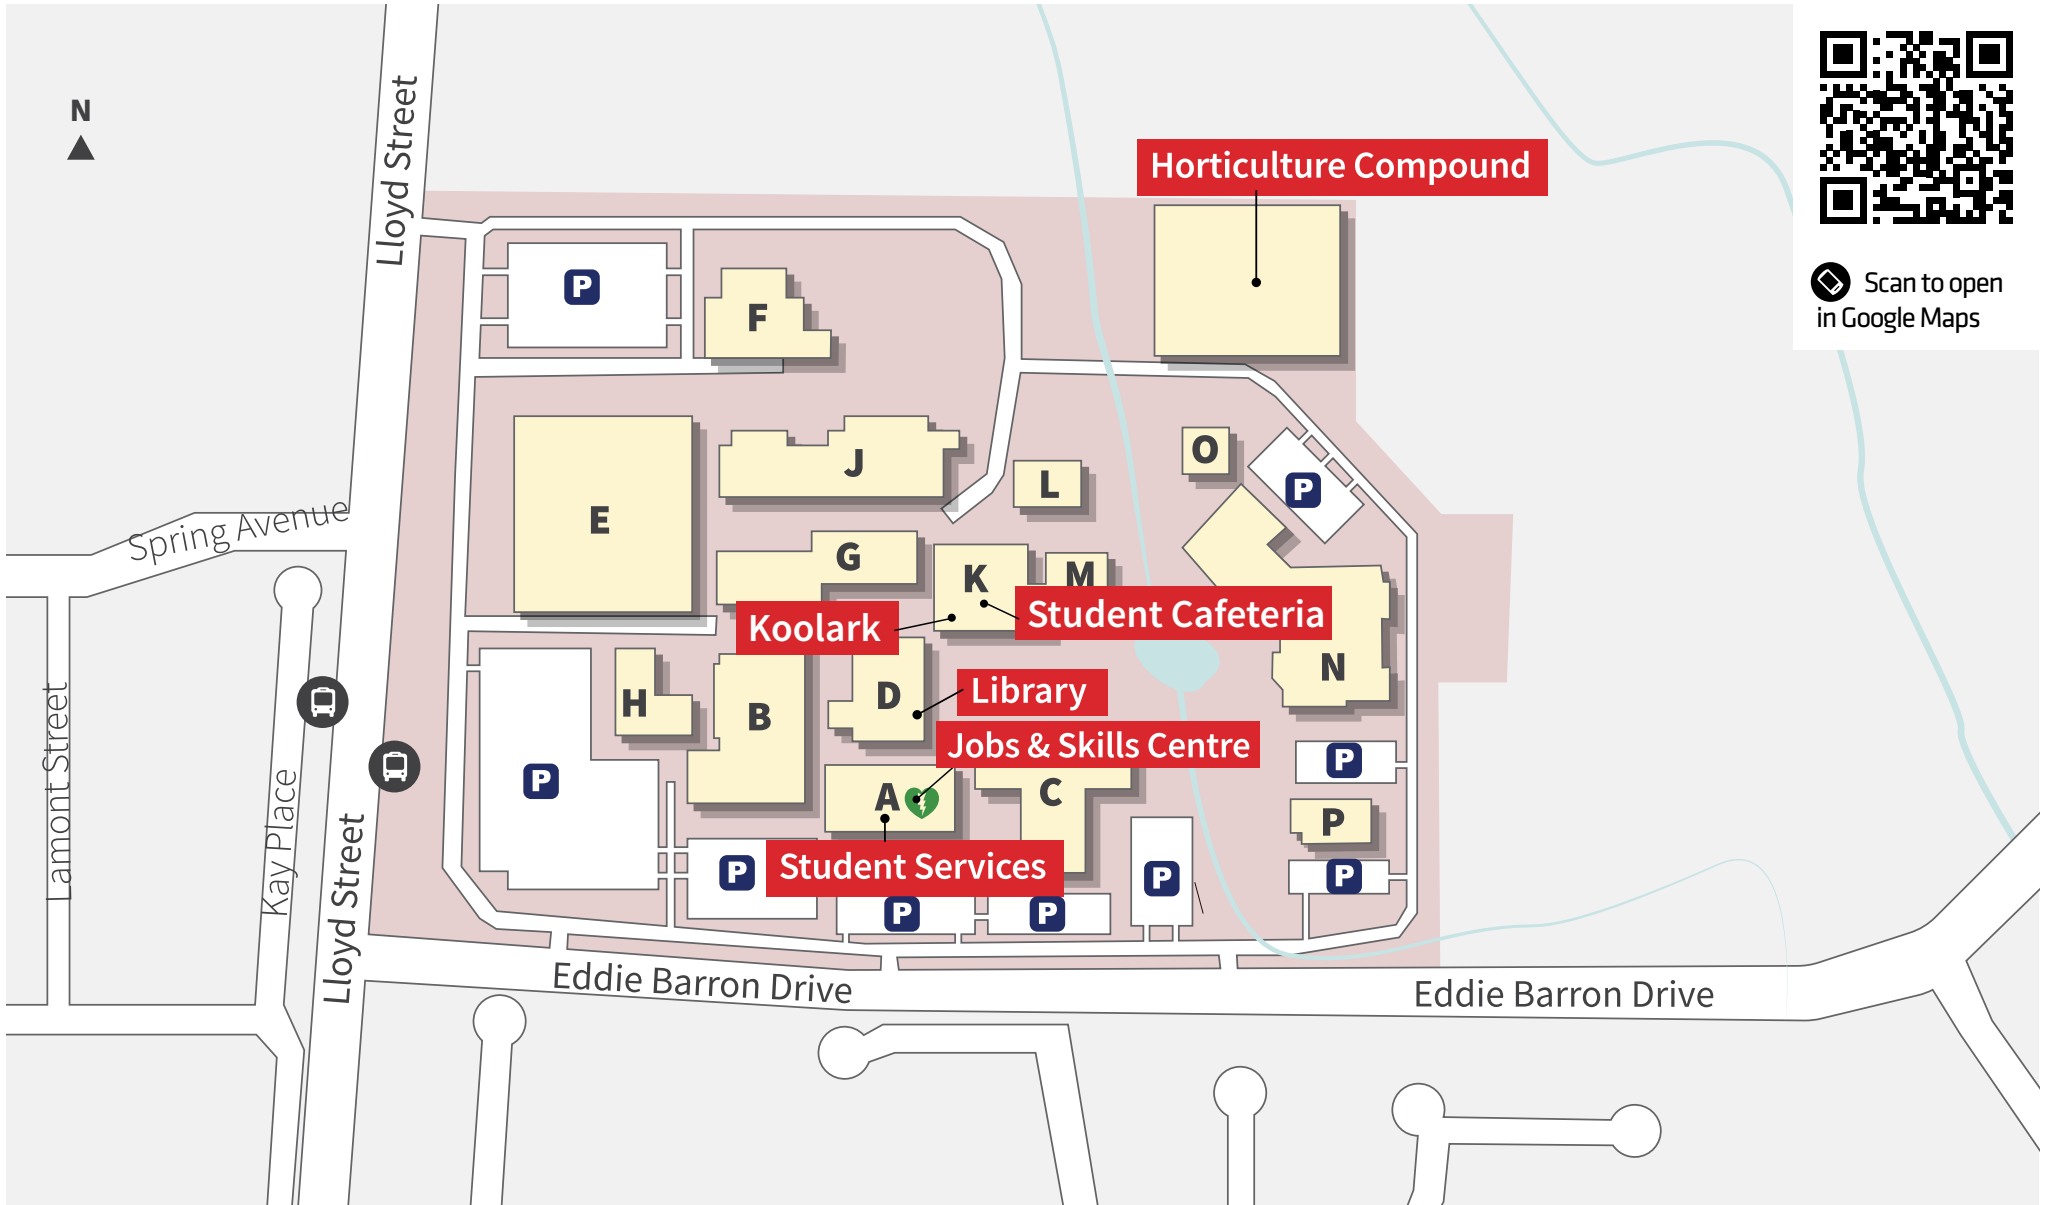 N
Lloyd Street
Horticulture Compound
Scan to open
in Google Maps
P
F
J
O
L
P
E
Spring Avenue
G
K
M
Koolark
Student Cafeteria
N
H
B
D
Library
Jobs & Skills Centre
P
P
A
C
P
Lamont Street
Kay Place
Lloyd Street
P
Student Services
P
P
P
P
Eddie Barron Drive
Eddie Barron Drive